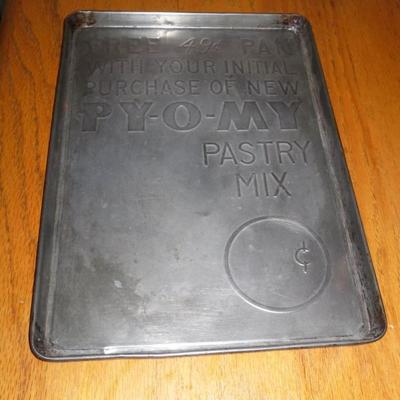 FREE 49¢ PAN
WITH YOUR INITIAL
PURCHASE OF NEW
PY-O-MY
PASTRY
MIX
¢